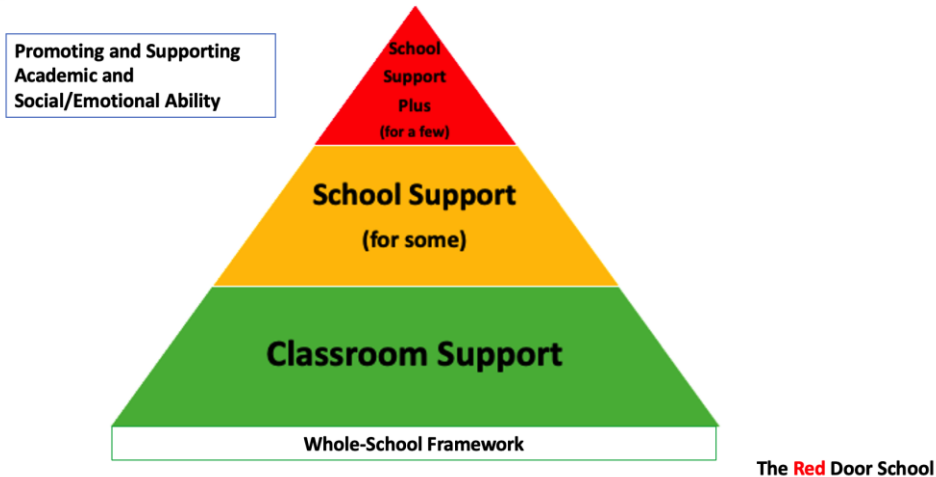 Promoting and Supporting
Academic and
Social/Emotional Ability
School
Support
Plus
(for a few)
School Support
(for some)
Classroom Support
Whole-School Framework
The Red Door School